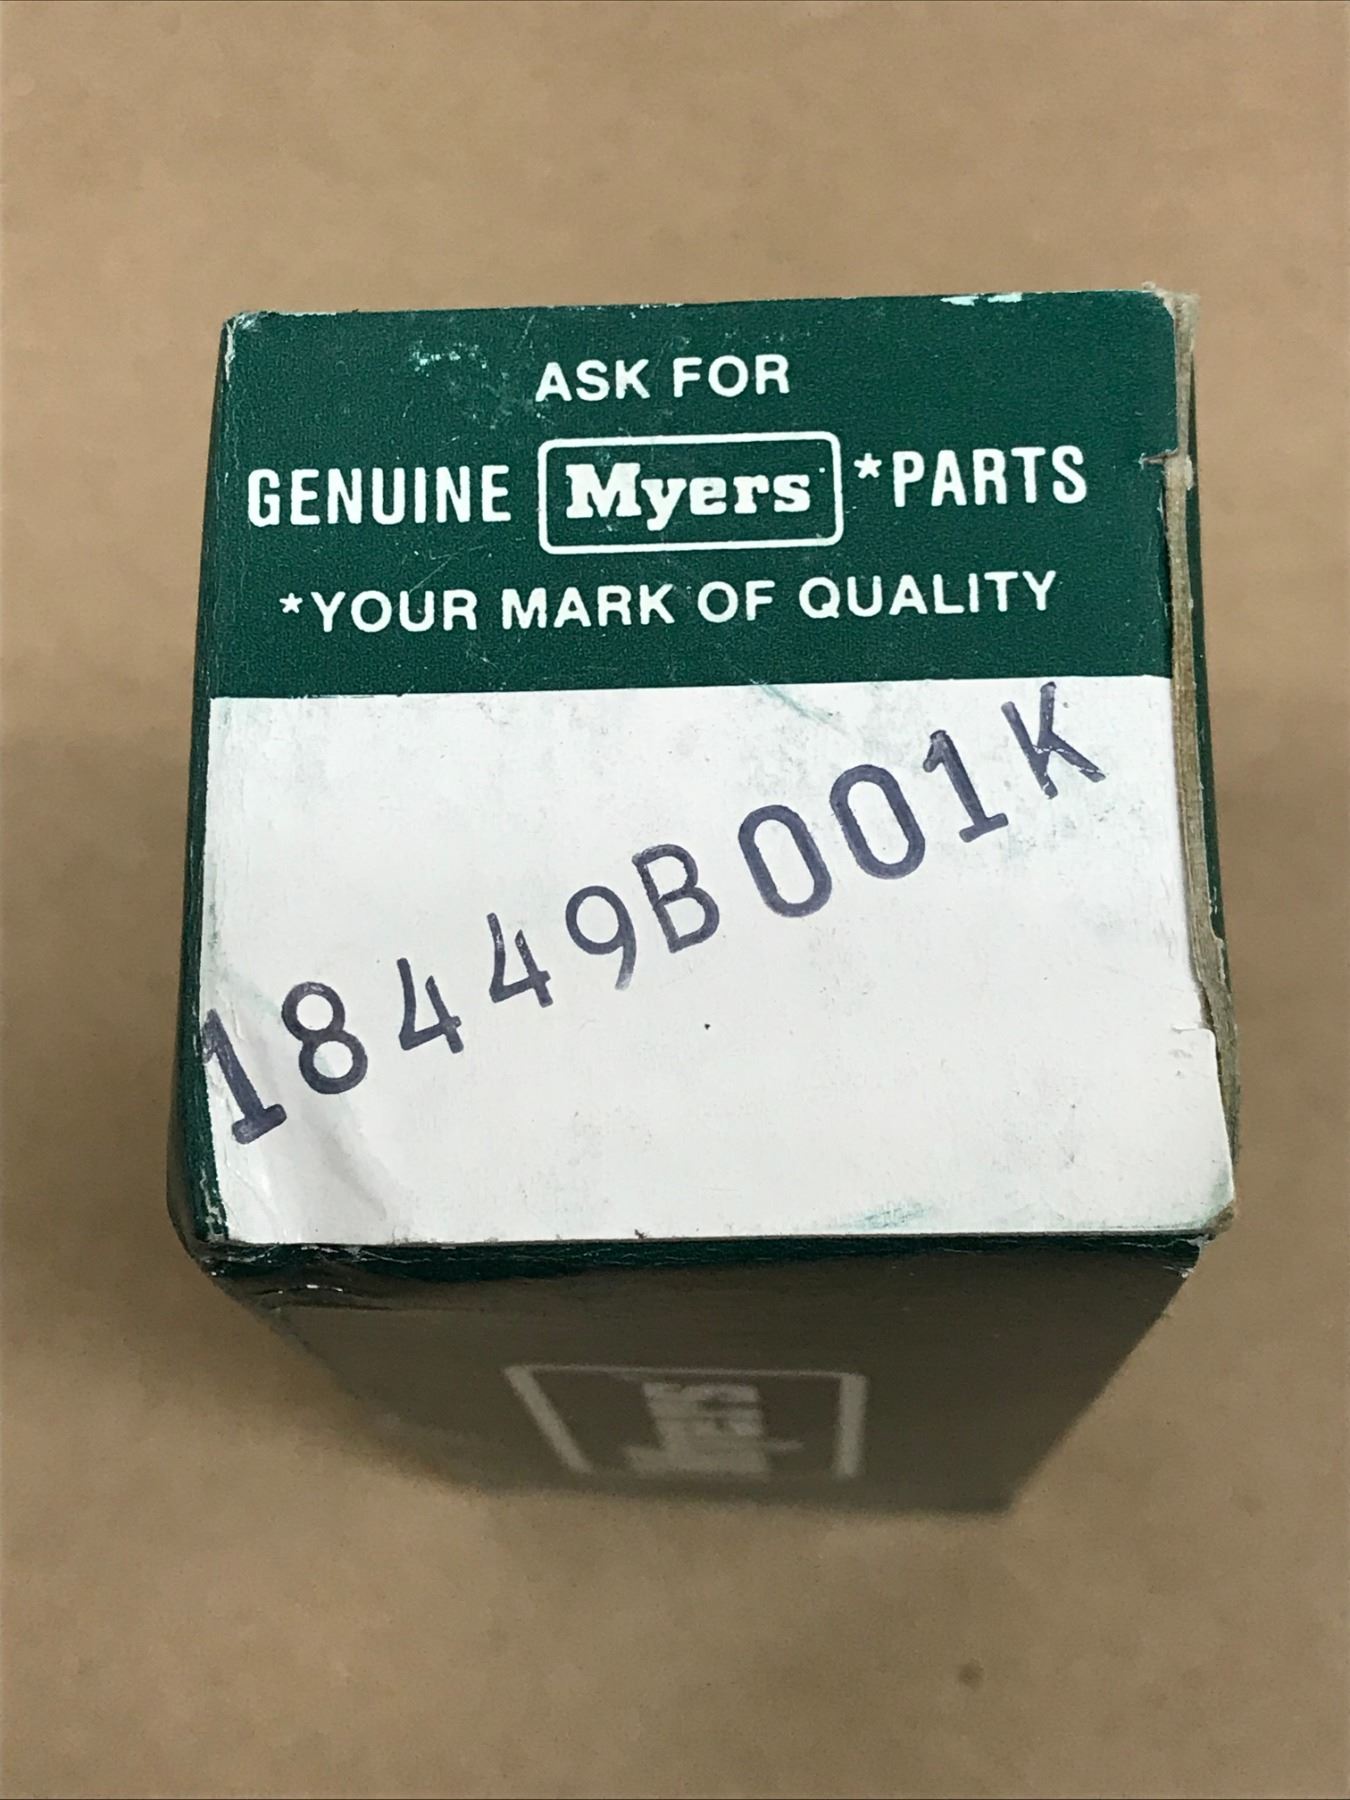 ASK FOR
GENUINE Myers *PARTS
*YOUR MARK OF QUALITY
18449B001K